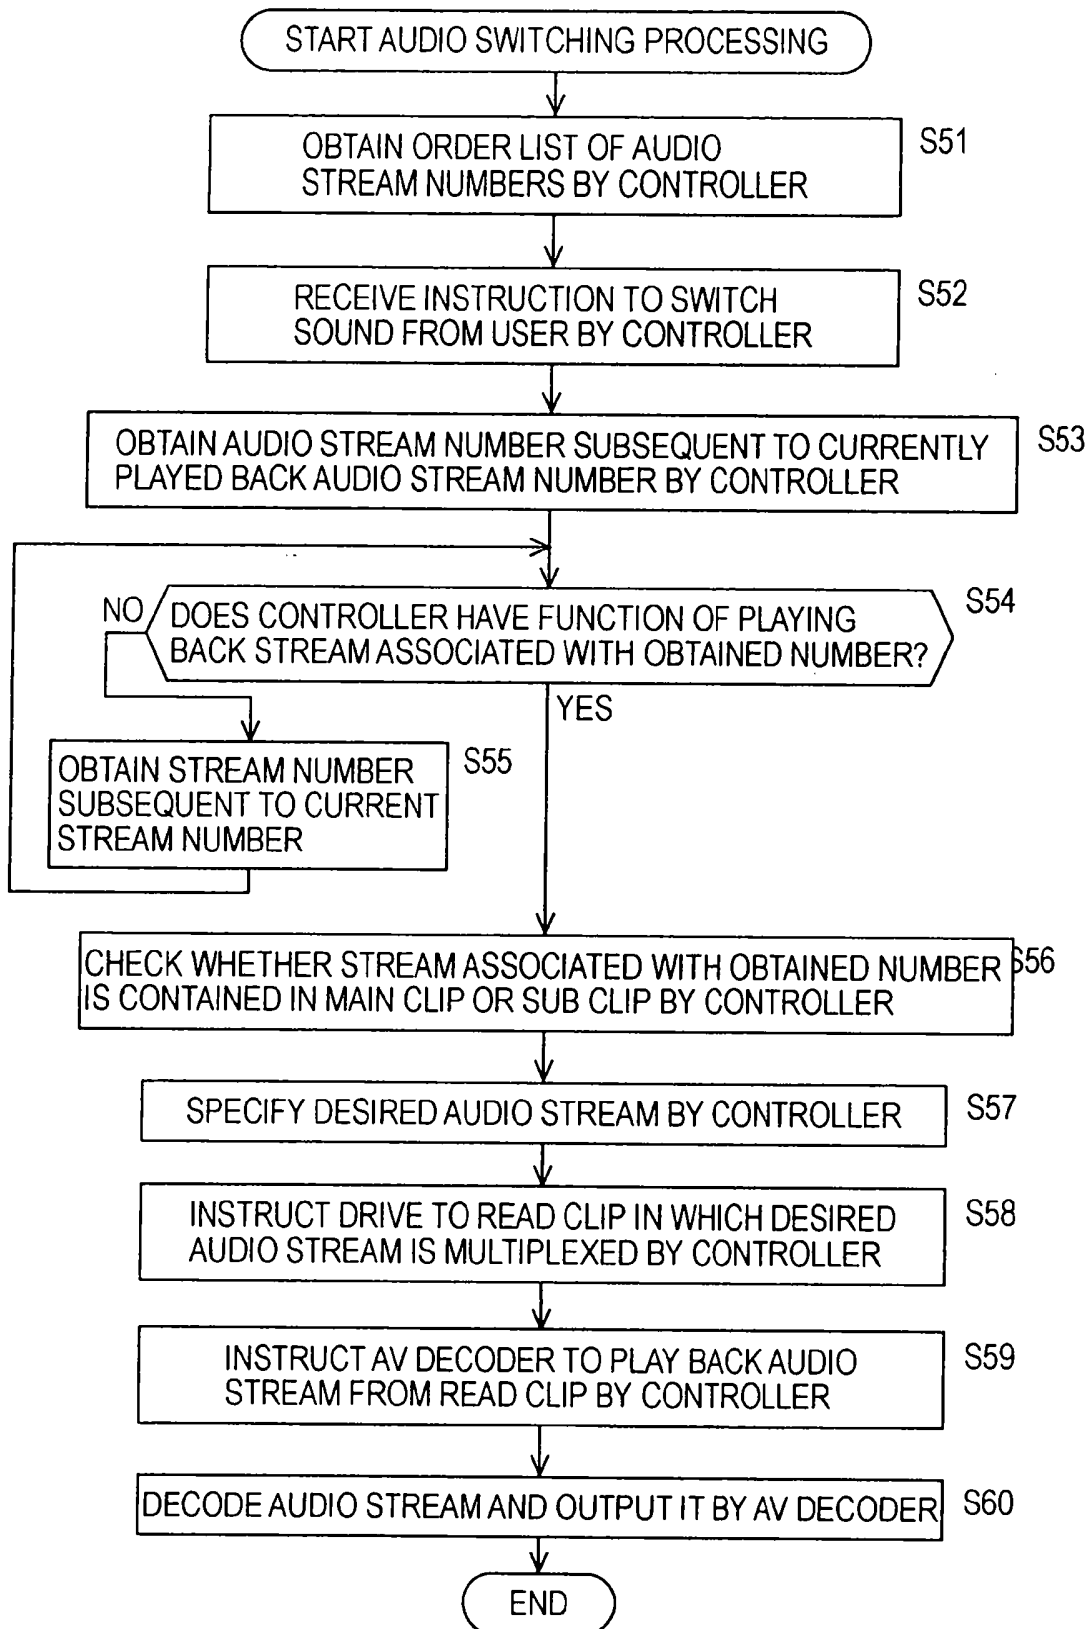 START AUDIO SWITCHING PROCESSING
OBTAIN ORDER LIST OF AUDIO
STREAM NUMBERS BY CONTROLLER
S51
RECEIVE INSTRUCTION TO SWITCH
SOUND FROM USER BY CONTROLLER
S52
OBTAIN AUDIO STREAM NUMBER SUBSEQUENT TO CURRENTLY
PLAYED BACK AUDIO STREAM NUMBER BY CONTROLLER
S53
DOES CONTROLLER HAVE FUNCTION OF PLAYING
BACK STREAM ASSOCIATED WITH OBTAINED NUMBER?
S54
NO
YES
OBTAIN STREAM NUMBER
SUBSEQUENT TO CURRENT
STREAM NUMBER
S55
CHECK WHETHER STREAM ASSOCIATED WITH OBTAINED NUMBER
IS CONTAINED IN MAIN CLIP OR SUB CLIP BY CONTROLLER
S56
SPECIFY DESIRED AUDIO STREAM BY CONTROLLER
S57
INSTRUCT DRIVE TO READ CLIP IN WHICH DESIRED
AUDIO STREAM IS MULTIPLEXED BY CONTROLLER
S58
INSTRUCT AV DECODER TO PLAY BACK AUDIO
STREAM FROM READ CLIP BY CONTROLLER
S59
DECODE AUDIO STREAM AND OUTPUT IT BY AV DECODER
S60
END